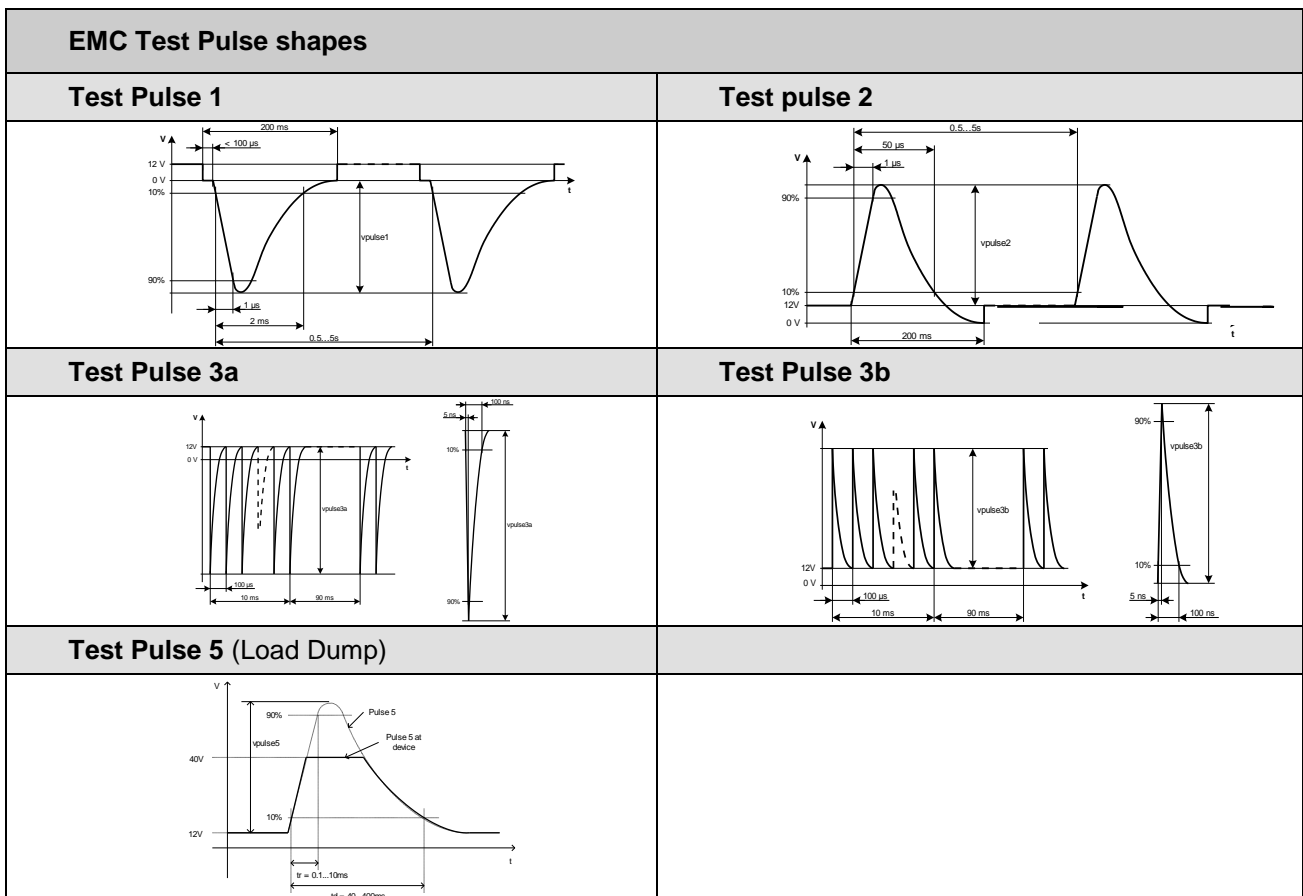 EMC Test Pulse shapes
Test Pulse 1
Test pulse 2
200 ms
V
< 100 µs
12 V
0 V
10%
t
vpulse1
90%
1 µs
2 ms
0.5...5s
0.5...5s
50 µs
V
1 µs
90%
vpulse2
10%
12V
0 V
t
200 ms
Test Pulse 3a
Test Pulse 3b
V
12V
0 V
t
vpulse3a
100 µs
10 ms
90 ms
100 ns
5 ns
10%
vpulse3a
90%
V
vpulse3b
12V
0 V
t
100 µs
10 ms
90 ms
90%
vpulse3b
10%
5 ns
100 ns
Test Pulse 5 (Load Dump)
V
90%
Pulse 5
vpulse5
Pulse 5 at
device
40V
10%
12V
t
tr = 0.1...10ms
td = 40...400ms